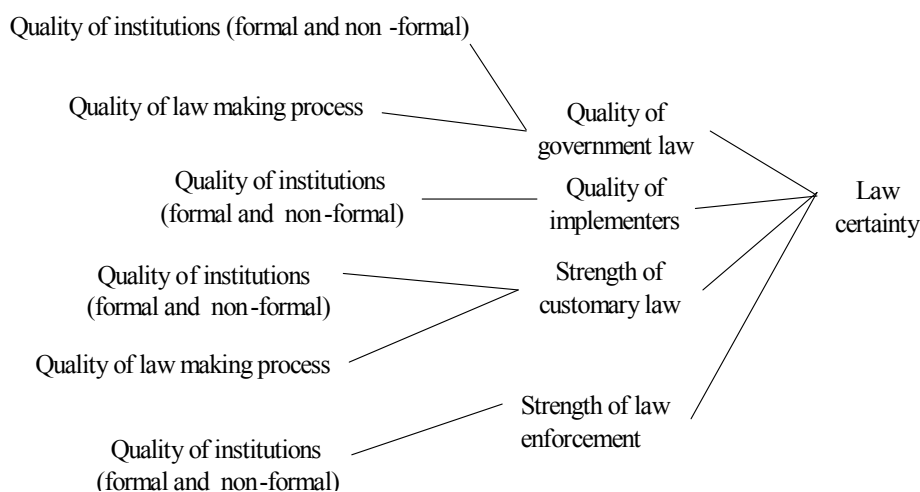 Quality of institutions (formal and non -formal)
Quality of law making process
Quality of
government law
Quality of institutions
(formal and non-formal)
Quality of
implementers
Law
certainty
Quality of institutions
(formal and non-formal)
Strength of
customary law
Quality of law making process
Strength of law
enforcement
Quality of institutions
(formal and non-formal)